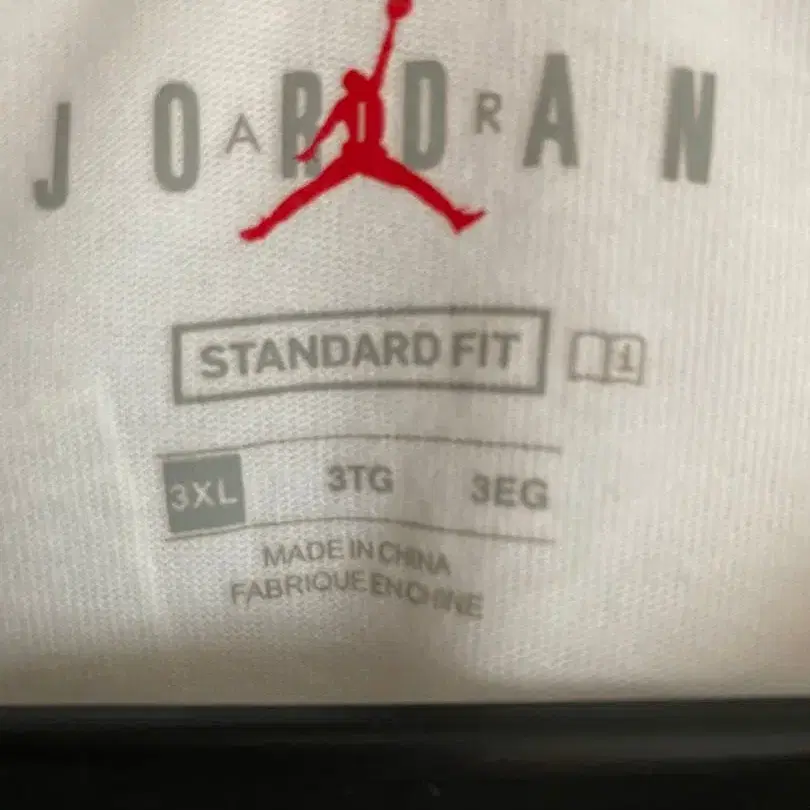 JORDAN
AIR
STANDARD FIT
i
3XL 3TG 3EG
MADE IN CHINA
FABRIQUE EN CHINE